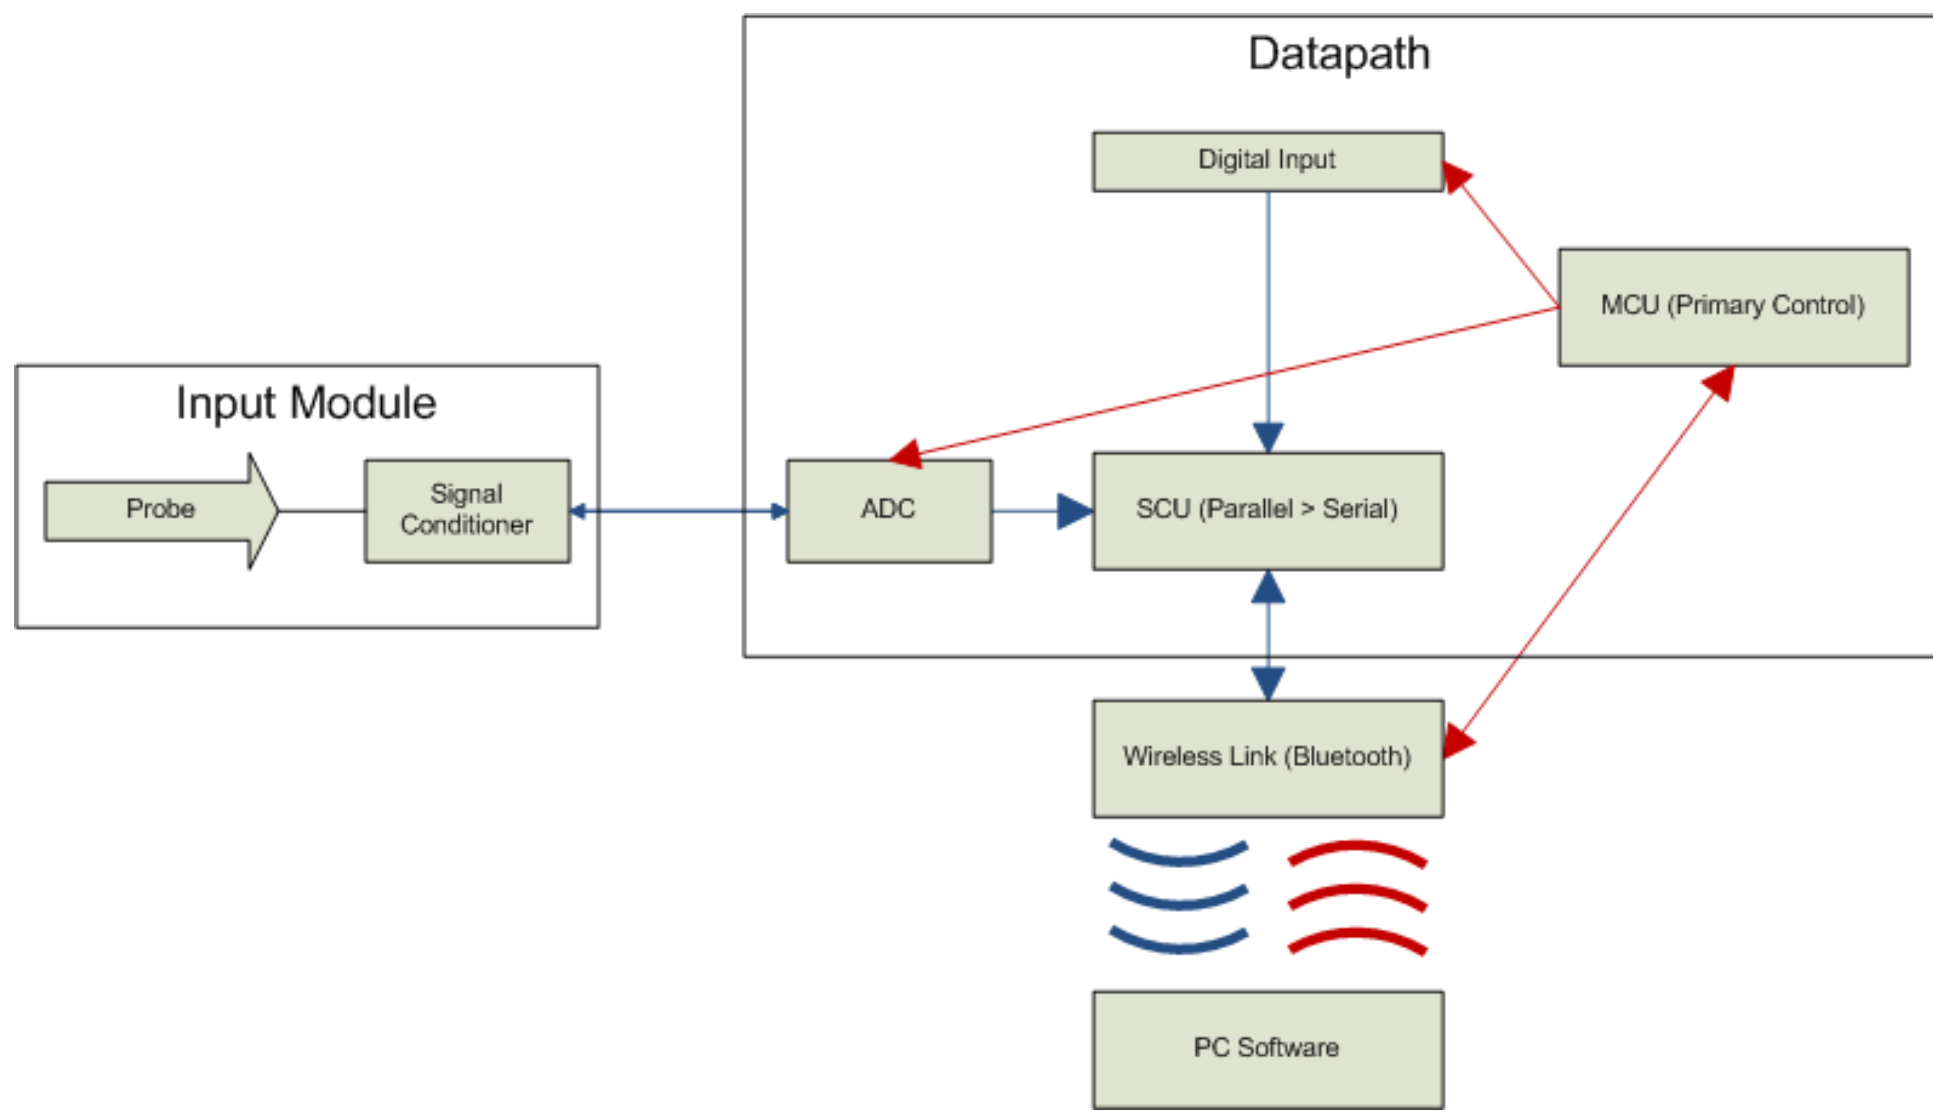 Datapath
Digital Input
MCU (Primary Control)
Input Module
Probe
Signal
Conditioner
ADC
SCU (Parallel > Serial)
Wireless Link (Bluetooth)
PC Software